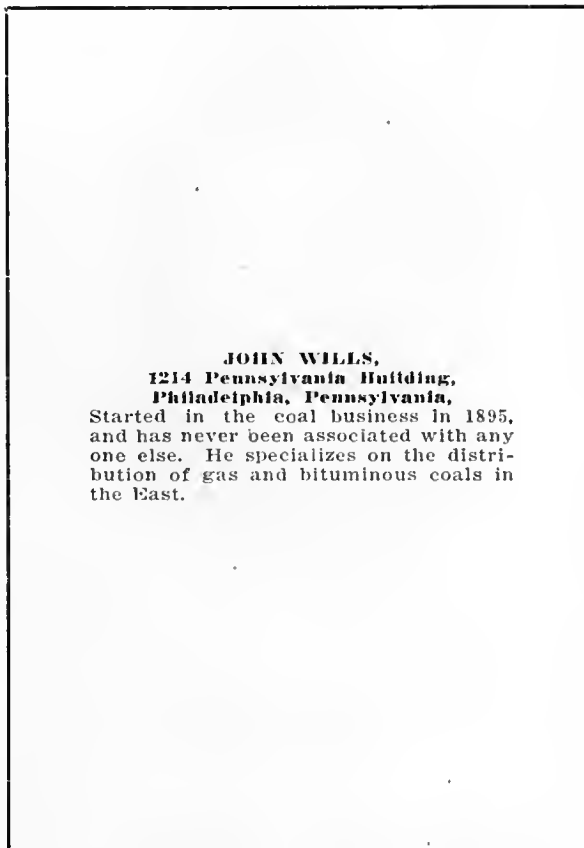 JOHN WILLS,
1214 Pennsylvania Building,
Philadelphia, Pennsylvania,
Started in the coal business in 1895,
and has never been associated with any
one else. He specializes on the distri-
bution of gas and bituminous coals in
the East.